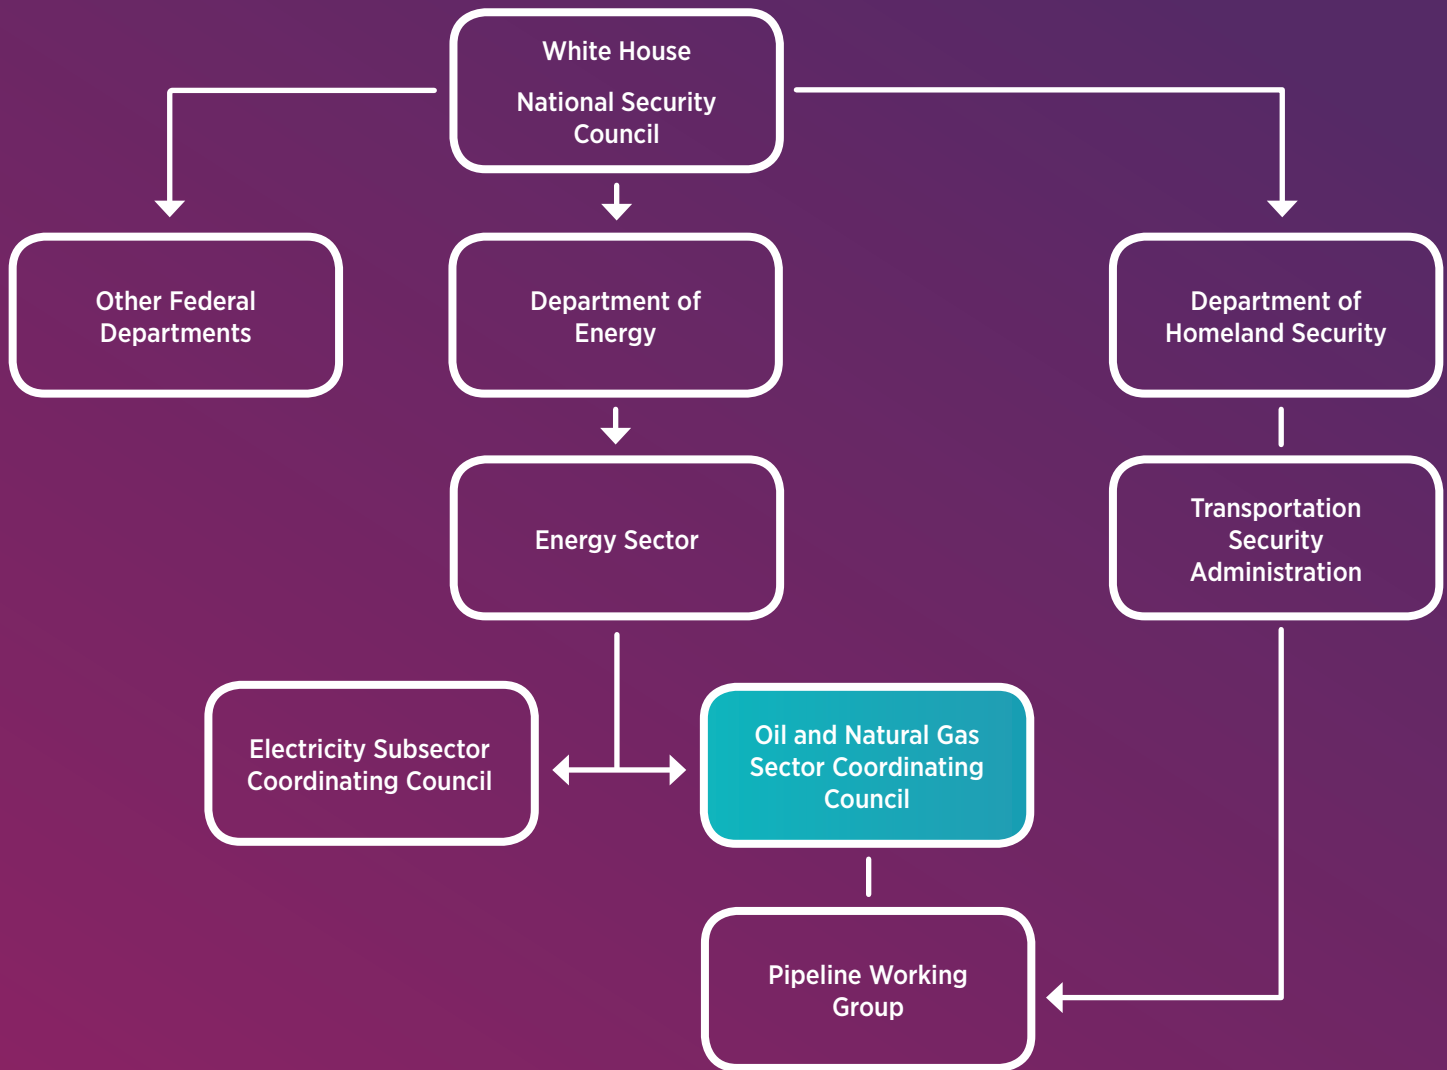 White House
National Security
Council
Other Federal
Departments
Department of
Energy
Department of
Homeland Security
Energy Sector
Transportation
Security
Administration
Electricity Subsector
Coordinating Council
Oil and Natural Gas
Sector Coordinating
Council
Pipeline Working
Group